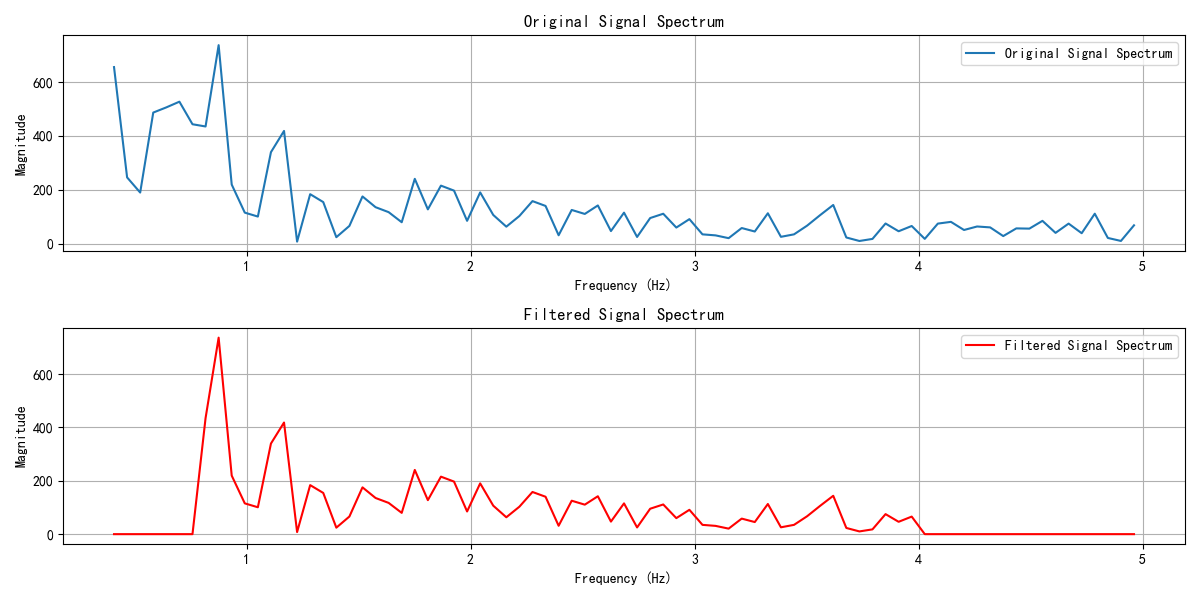 Original Signal Spectrum
Original Signal Spectrum
Magnitude
600
400
200
0
1 2 3 4 5
Frequency (Hz)
Filtered Signal Spectrum
Filtered Signal Spectrum
Magnitude
600
400
200
0
1 2 3 4 5
Frequency (Hz)